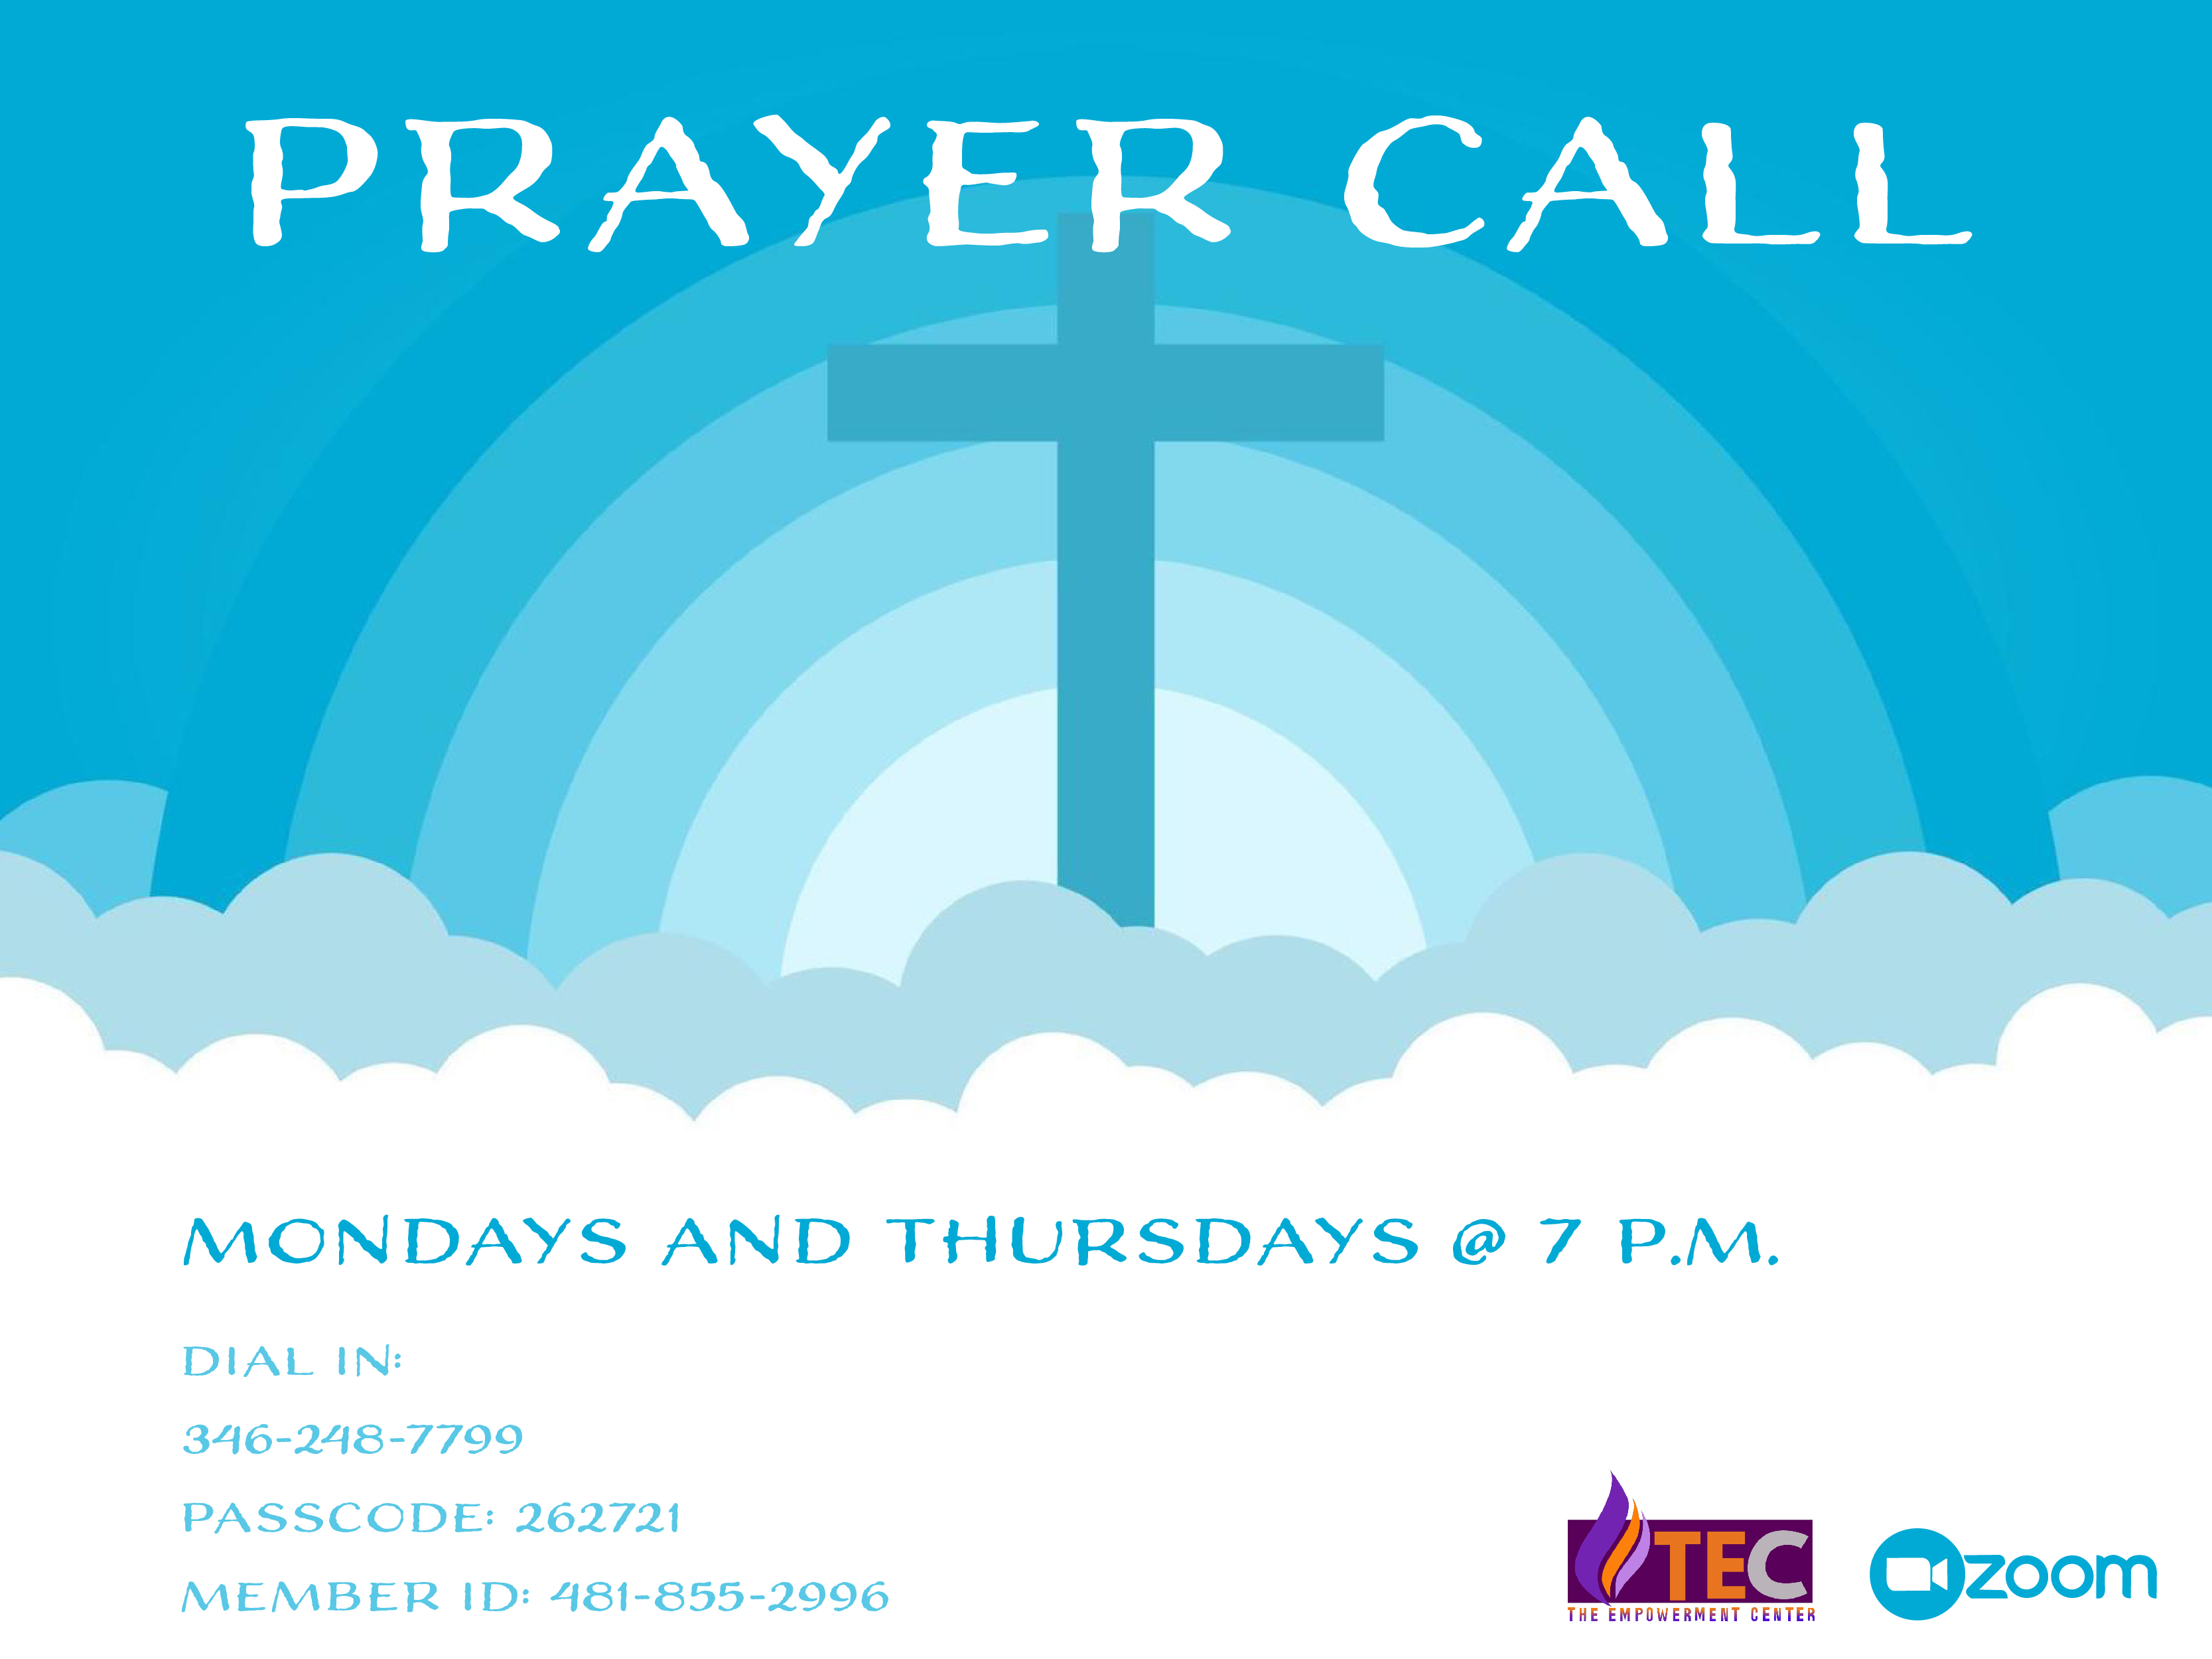 PRAYER CALL
MONDAYS AND THURSDAYS @ 7 P.M.
DIAL IN:
346-248-7799
PASSCODE: 262721
MEMBER ID: 481-855-2996
TEC
THE EMPOWERMENT CENTER
zoom